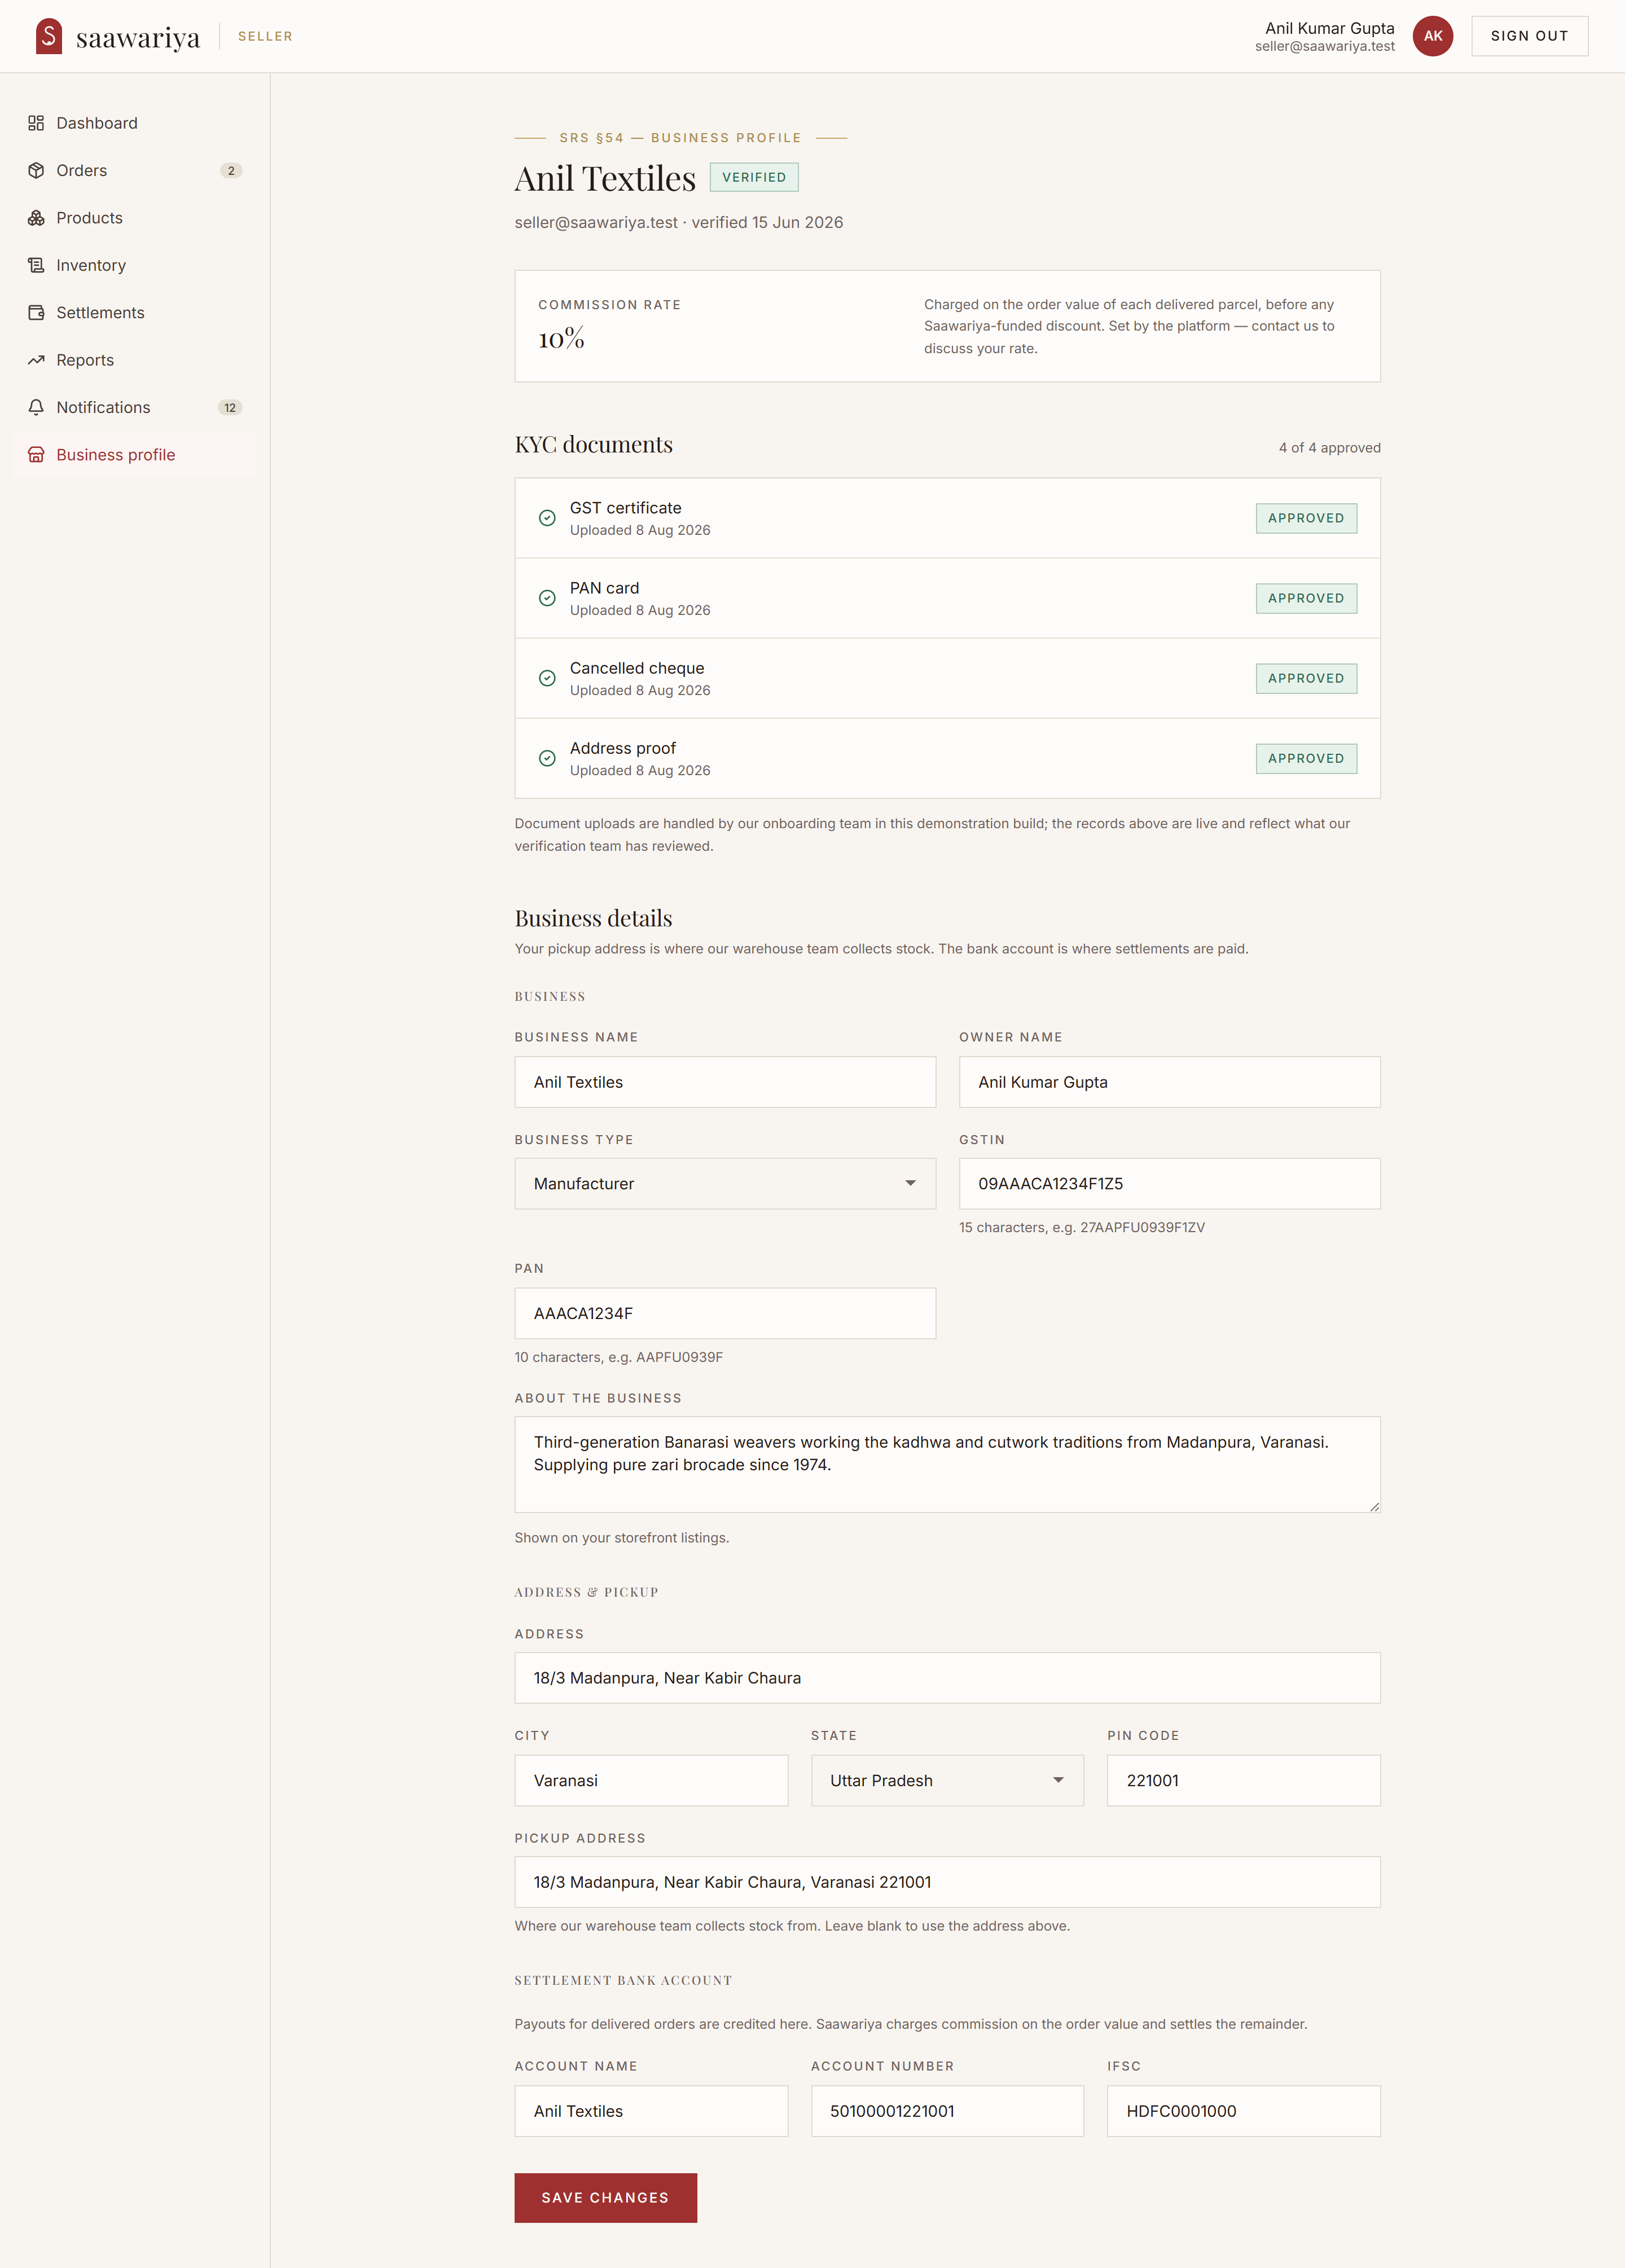 saawariya
SELLER
Anil Kumar Gupta
seller@saawariya.test
AK
SIGN OUT
Dashboard
Orders 2
Products
Inventory
Settlements
Reports
Notifications 12
Business profile
SRS §54 — BUSINESS PROFILE
Anil Textiles VERIFIED
seller@saawariya.test · verified 15 Jun 2026
COMMISSION RATE
10%
Charged on the order value of each delivered parcel, before any
Saawariya-funded discount. Set by the platform — contact us to
discuss your rate.
KYC documents
4 of 4 approved
GST certificate
Uploaded 8 Aug 2026
APPROVED
PAN card
Uploaded 8 Aug 2026
APPROVED
Cancelled cheque
Uploaded 8 Aug 2026
APPROVED
Address proof
Uploaded 8 Aug 2026
APPROVED
Document uploads are handled by our onboarding team in this demonstration build; the records above are live and reflect what our
verification team has reviewed.
Business details
Your pickup address is where our warehouse team collects stock. The bank account is where settlements are paid.
BUSINESS
BUSINESS NAME
Anil Textiles
OWNER NAME
Anil Kumar Gupta
BUSINESS TYPE
Manufacturer
GSTIN
09AAACA1234F1Z5
15 characters, e.g. 27AAPFU0939F1ZV
PAN
AAACA1234F
10 characters, e.g. AAPFU0939F
ABOUT THE BUSINESS
Third-generation Banarasi weavers working the kadhwa and cutwork traditions from Madanpura, Varanasi.
Supplying pure zari brocade since 1974.
Shown on your storefront listings.
ADDRESS & PICKUP
ADDRESS
18/3 Madanpura, Near Kabir Chaura
CITY
Varanasi
STATE
Uttar Pradesh
PIN CODE
221001
PICKUP ADDRESS
18/3 Madanpura, Near Kabir Chaura, Varanasi 221001
Where our warehouse team collects stock from. Leave blank to use the address above.
SETTLEMENT BANK ACCOUNT
Payouts for delivered orders are credited here. Saawariya charges commission on the order value and settles the remainder.
ACCOUNT NAME
Anil Textiles
ACCOUNT NUMBER
50100001221001
IFSC
HDFC0001000
SAVE CHANGES